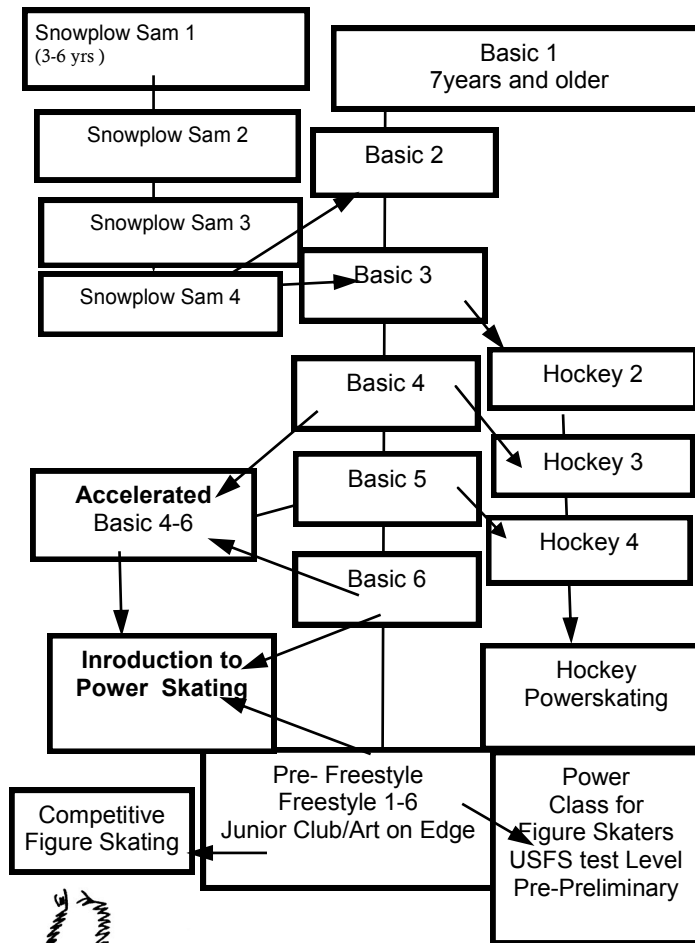 Snowplow Sam 1
(3-6 yrs )
Basic 1
7years and older
Snowplow Sam 2
Basic 2
Snowplow Sam 3
Basic 3
Snowplow Sam 4
Basic 4
Hockey 2
Hockey 3
Basic 5
Accelerated
Basic 4-6
Hockey 4
Basic 6
Inroduction to
Power Skating
Hockey
Powerskating
Pre- Freestyle
Freestyle 1-6
Junior Club/Art on Edge
Competitive
Figure Skating
Power
Class for
Figure Skaters
USFS test Level
Pre-Preliminary